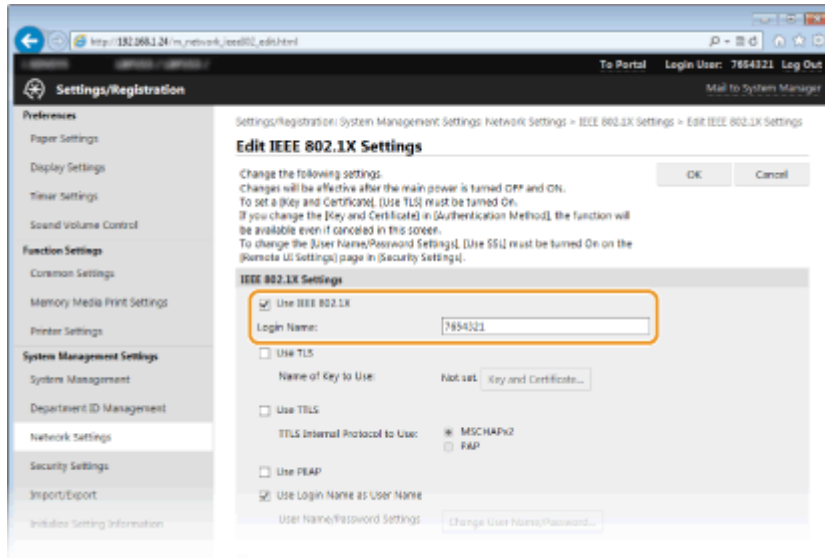 http://192.168.1.24/m_network_ieee802_edit.html
To Portal Login User: 7654321 Log Out
Settings/Registration
Mail to System Manager
Preferences
Paper Settings
Display Settings
Timer Settings
Sound Volume Control
Function Settings
Common Settings
Memory Media Print Settings
Printer Settings
System Management Settings
System Management
Department ID Management
Network Settings
Security Settings
Import/Export
Initialize Setting Information
Settings/Registration: System Management Settings: Network Settings > IEEE 802.1X Settings > Edit IEEE 802.1X Settings
Edit IEEE 802.1X Settings
OK Cancel
Change the following settings.
Changes will be effective after the main power is turned OFF and ON.
To set a [Key and Certificate], [Use TLS] must be turned On.
If you change the [Key and Certificate] in [Authentication Method], the function will
be available even if canceled in this screen.
To change the [User Name/Password Settings], [Use SSL] must be turned On on the
[Remote UI Settings] page in [Security Settings].
IEEE 802.1X Settings
Use IEEE 802.1X
Login Name: 7654321
Use TLS
Name of Key to Use: Not set Key and Certificate...
Use TTLS
TTLS Internal Protocol to Use: MSCHAPv2
PAP
Use PEAP
Use Login Name as User Name
User Name/Password Settings Change User Name/Password...